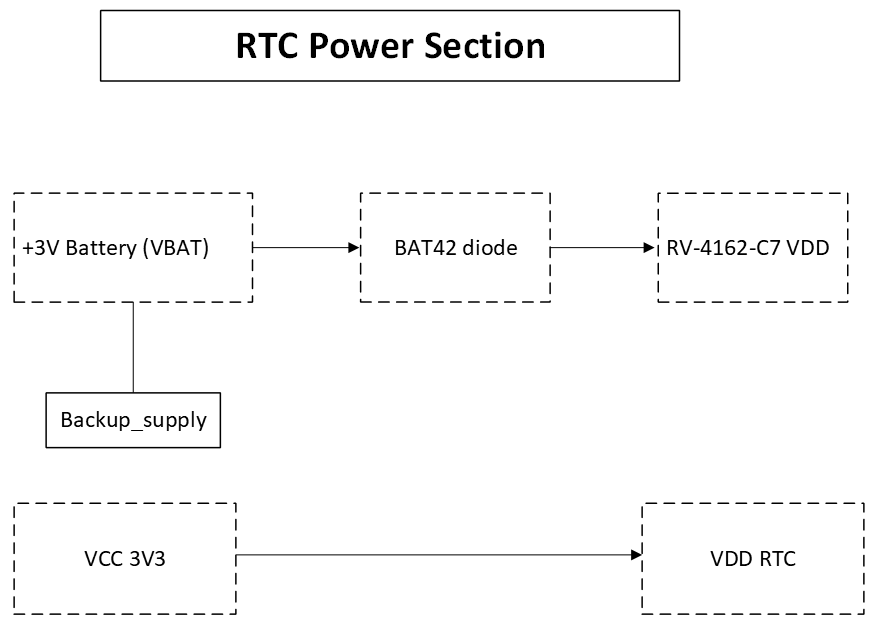 RTC Power Section
+3V Battery (VBAT)
BAT42 diode
RV-4162-C7 VDD
Backup_supply
VCC 3V3
VDD RTC